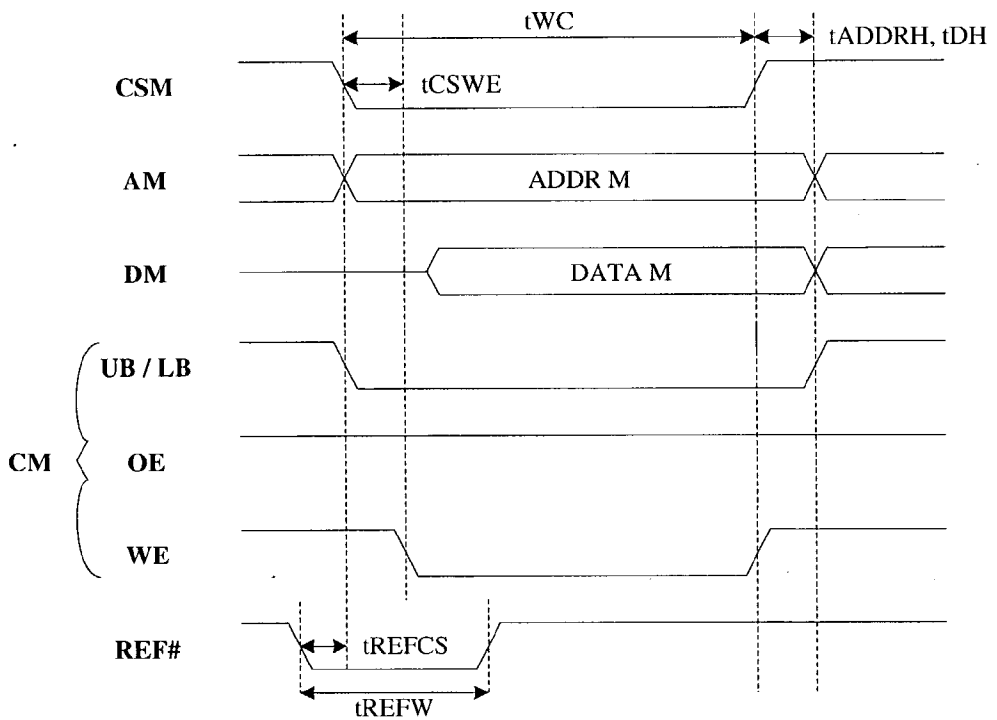 tWC
tADDRH, tDH
CSM
tCSWE
AM
ADDR M
DM
DATA M
UB / LB
CM
OE
WE
REF#
tREFCS
tREFW